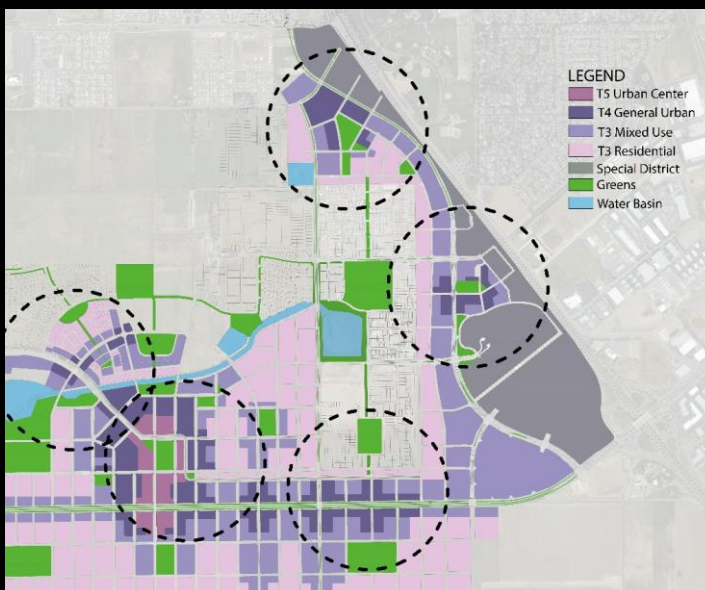 LEGEND
T5 Urban Center
T4 General Urban
T3 Mixed Use
T3 Residential
Special District
Greens
Water Basin